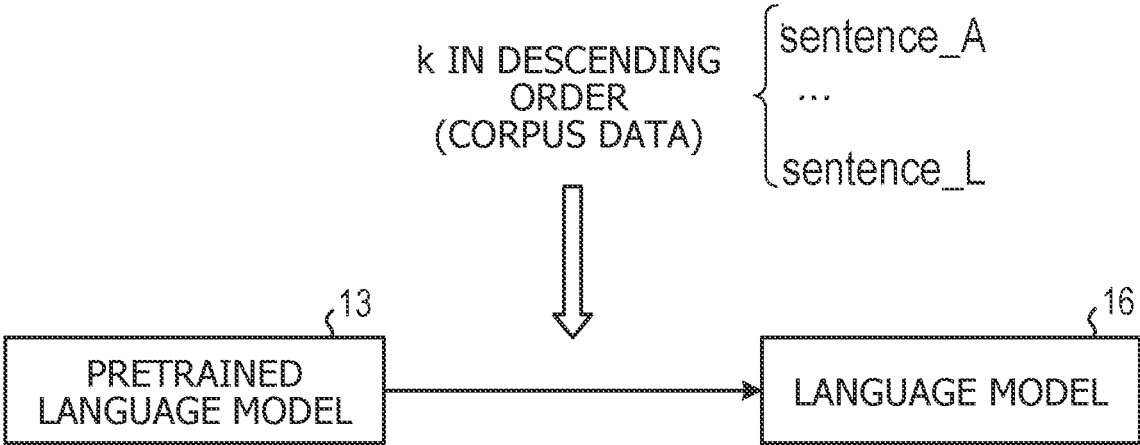 k IN DESCENDING
ORDER
(CORPUS DATA)
sentence_A
...
sentence_L
13
PRETRAINED
LANGUAGE MODEL
16
LANGUAGE MODEL